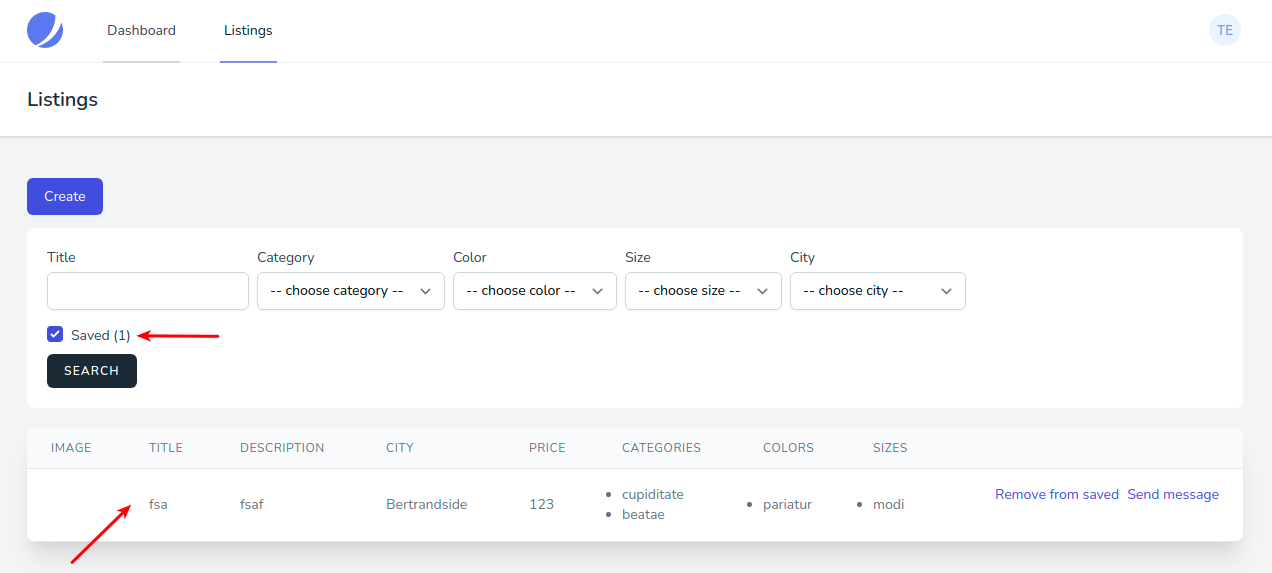 Dashboard Listings TE
Listings
Create
Title Category Color Size City
-- choose category -- -- choose color -- -- choose size -- -- choose city --
Saved (1)
SEARCH
IMAGE TITLE DESCRIPTION CITY PRICE CATEGORIES COLORS SIZES
fsa fsaf Bertrandside 123 cupiditate pariatur modi Remove from saved Send message
beatae